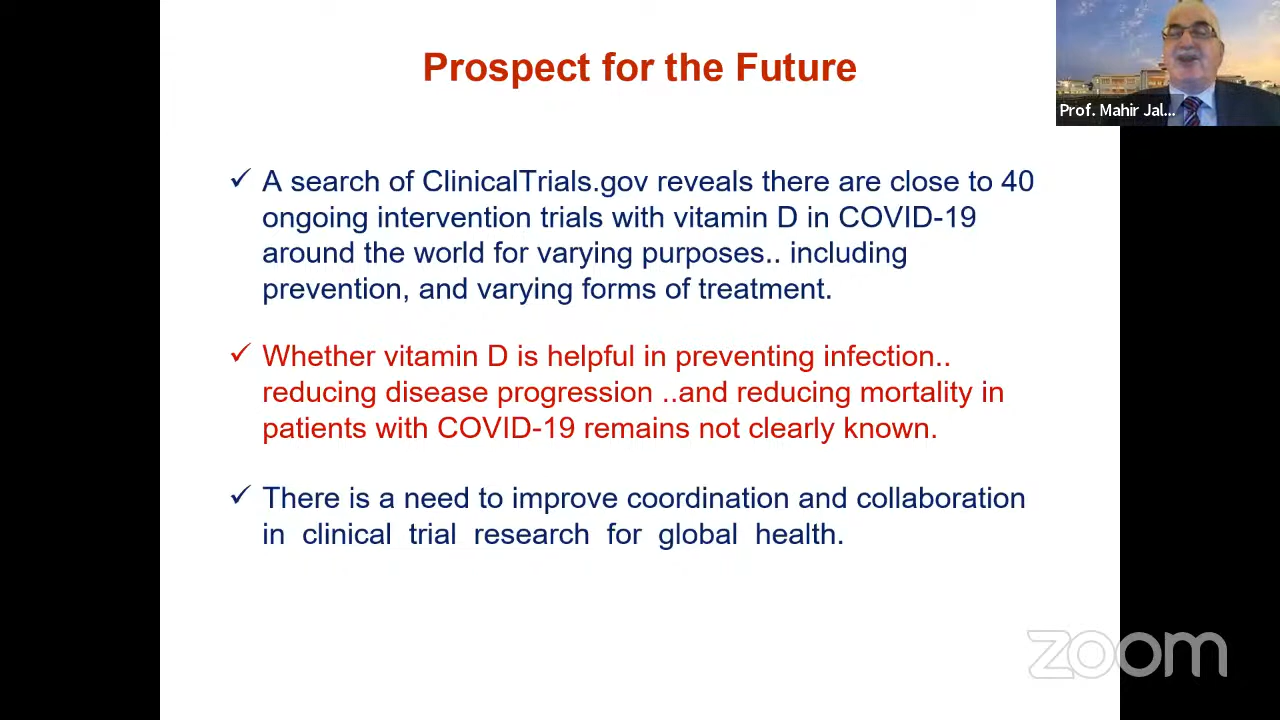 Prospect for the Future
Prof. Mahir Jal...
✓ A search of ClinicalTrials.gov reveals there are close to 40
ongoing intervention trials with vitamin D in COVID-19
around the world for varying purposes.. including
prevention, and varying forms of treatment.
✓ Whether vitamin D is helpful in preventing infection..
reducing disease progression ..and reducing mortality in
patients with COVID-19 remains not clearly known.
✓ There is a need to improve coordination and collaboration
in clinical trial research for global health.
zoom